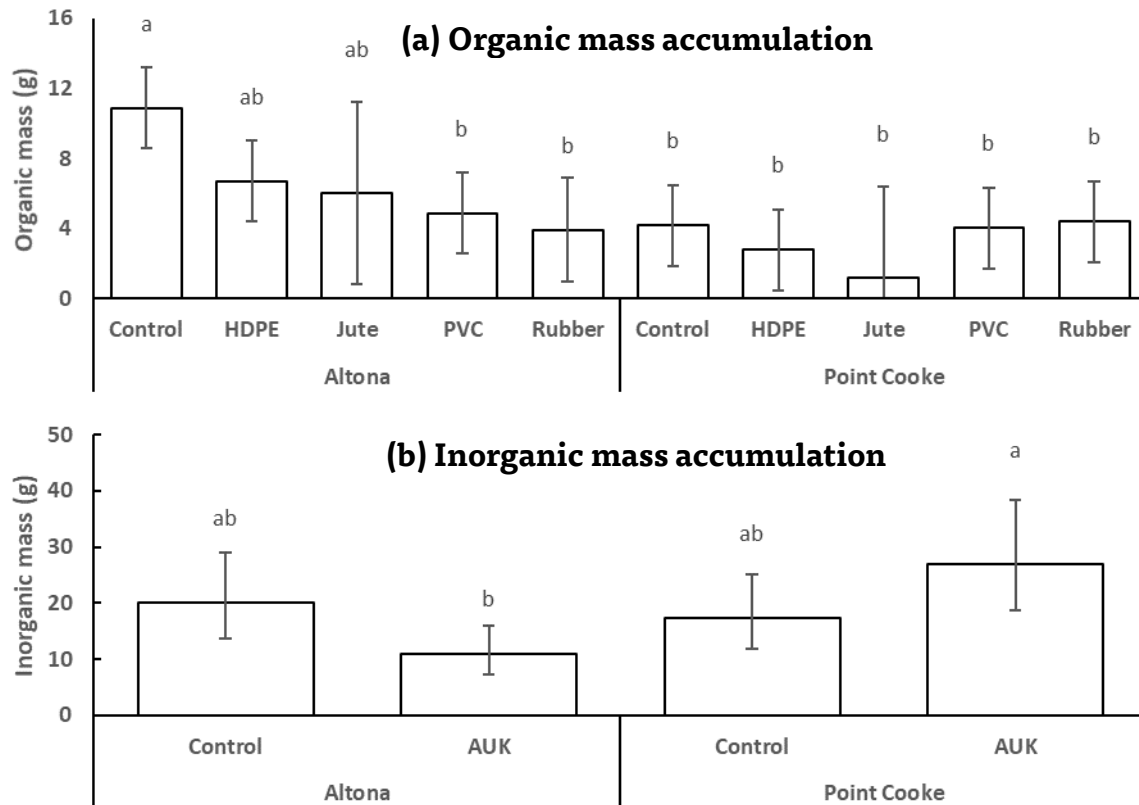 (a) Organic mass accumulation
Organic mass (g)
16
12
8
4
0
a
ab
ab
b
b
b
b
b
b
b
Control HDPE Jute PVC Rubber Control HDPE Jute PVC Rubber
Altona Point Cooke
(b) Inorganic mass accumulation
Inorganic mass (g)
50
40
30
20
10
0
ab
b
ab
a
Control AUK Control AUK
Altona Point Cooke